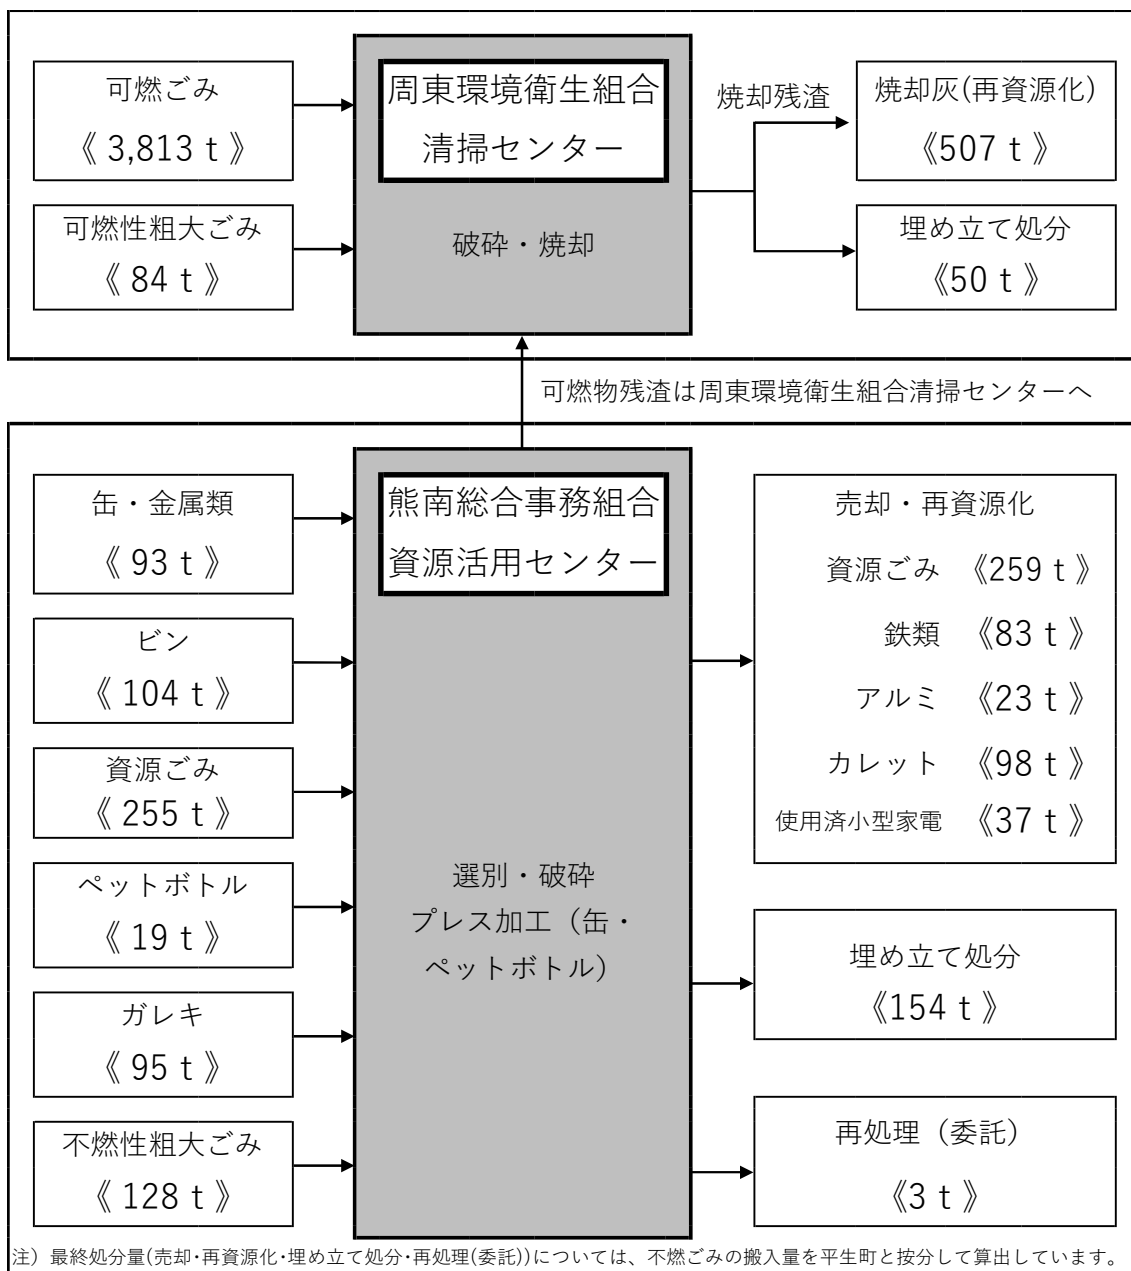 可燃ごみ
《 3,813 t 》
可燃性粗大ごみ
《 84 t 》
周東環境衛生組合
清掃センター
破砕・焼却
焼却残渣
焼却灰(再資源化)
《507 t 》
埋め立て処分
《50 t 》
可燃物残渣は周東環境衛生組合清掃センターへ
缶・金属類
《 93 t 》
ビン
《 104 t 》
資源ごみ
《 255 t 》
ペットボトル
《 19 t 》
ガレキ
《 95 t 》
不燃性粗大ごみ
《 128 t 》
熊南総合事務組合
資源活用センター
選別・破砕
プレス加工（缶・
ペットボトル）
売却・再資源化
資源ごみ 《259 t 》
鉄類 《83 t 》
アルミ 《23 t 》
カレット 《98 t 》
使用済小型家電 《37 t 》
埋め立て処分
《154 t 》
再処理（委託）
《3 t 》
注）最終処分量(売却・再資源化・埋め立て処分・再処理(委託))については、不燃ごみの搬入量を平生町と按分して算出しています。